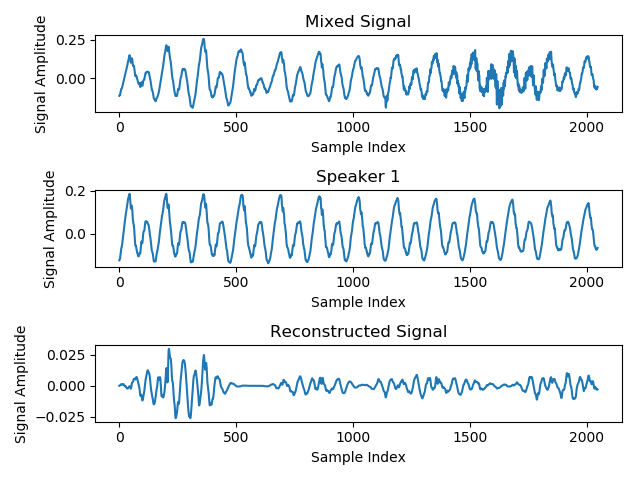 Mixed Signal
Signal Amplitude
0.25
0.00
0 500 1000 1500 2000
Sample Index
Speaker 1
Signal Amplitude
0.2
0.0
0 500 1000 1500 2000
Sample Index
Reconstructed Signal
Signal Amplitude
0.025
0.000
−0.025
0 500 1000 1500 2000
Sample Index